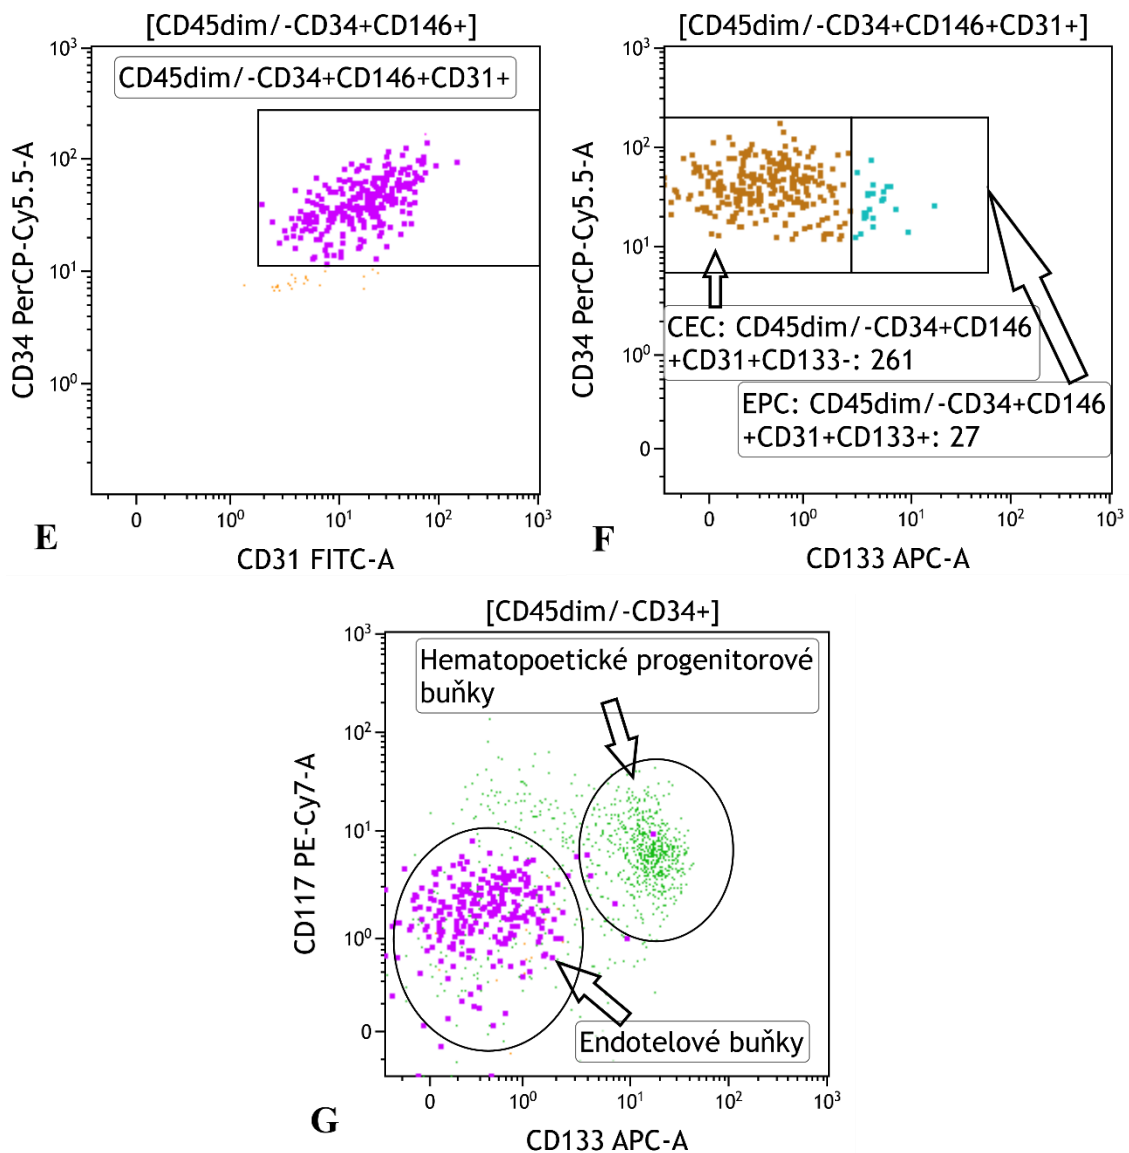 [CD45dim/-CD34+CD146+]
10³
CD45dim/-CD34+CD146+CD31+
10²
10¹
10⁰
CD34 PerCP-Cy5.5-A
0
10⁰
10¹
10²
10³
CD31 FITC-A
E
[CD45dim/-CD34+CD146+CD31+]
10³
10²
10¹
10⁰
0
CD34 PerCP-Cy5.5-A
CEC: CD45dim/-CD34+CD146
+CD31+CD133-: 261
EPC: CD45dim/-CD34+CD146
+CD31+CD133+: 27
0
10⁰
10¹
10²
10³
CD133 APC-A
F
[CD45dim/-CD34+]
10³
Hematopoetické progenitorové
buňky
10²
10¹
10⁰
0
CD117 PE-Cy7-A
Endotelové buňky
0
10⁰
10¹
10²
10³
CD133 APC-A
G